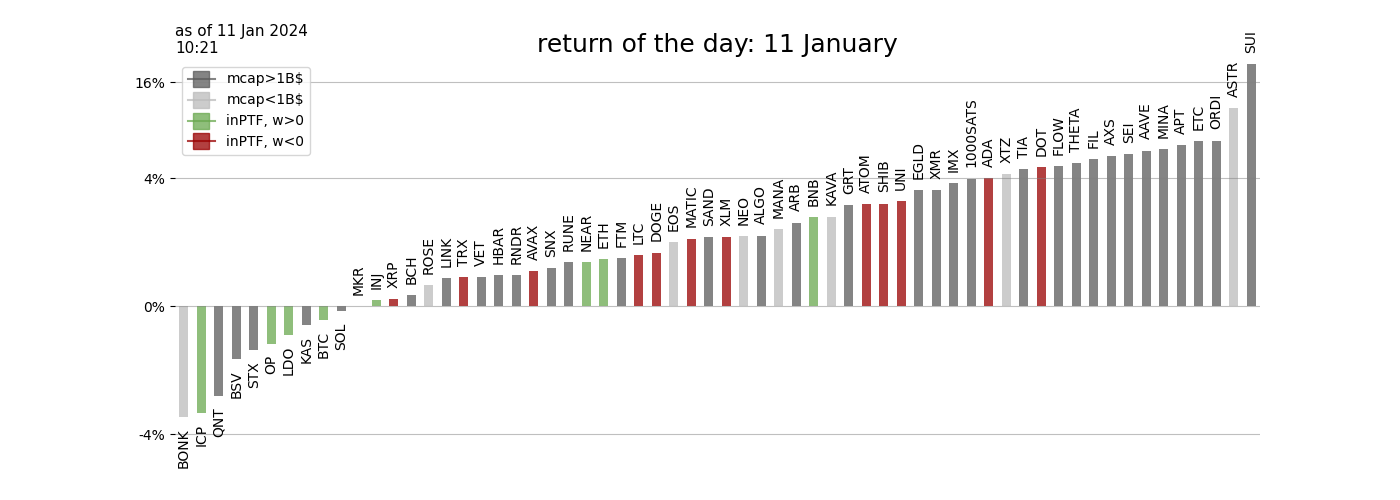 as of 11 Jan 2024
10:21
return of the day: 11 January
mcap>1B$
mcap<1B$
inPTF, w>0
inPTF, w<0
16%
4%
0%
-4%
BONK
ICP
QNT
BSV
STX
OP
LDO
KAS
BTC
SOL
MKR
INJ
XRP
BCH
ROSE
LINK
TRX
VET
HBAR
RNDR
AVAX
SNX
RUNE
NEAR
ETH
FTM
LTC
DOGE
EOS
MATIC
SAND
XLM
NEO
ALGO
MANA
ARB
BNB
KAVA
GRT
ATOM
SHIB
UNI
EGLD
XMR
IMX
1000SATS
ADA
XTZ
TIA
DOT
FLOW
THETA
FIL
AXS
SEI
AAVE
MINA
APT
ETC
ORDI
ASTR
SUI